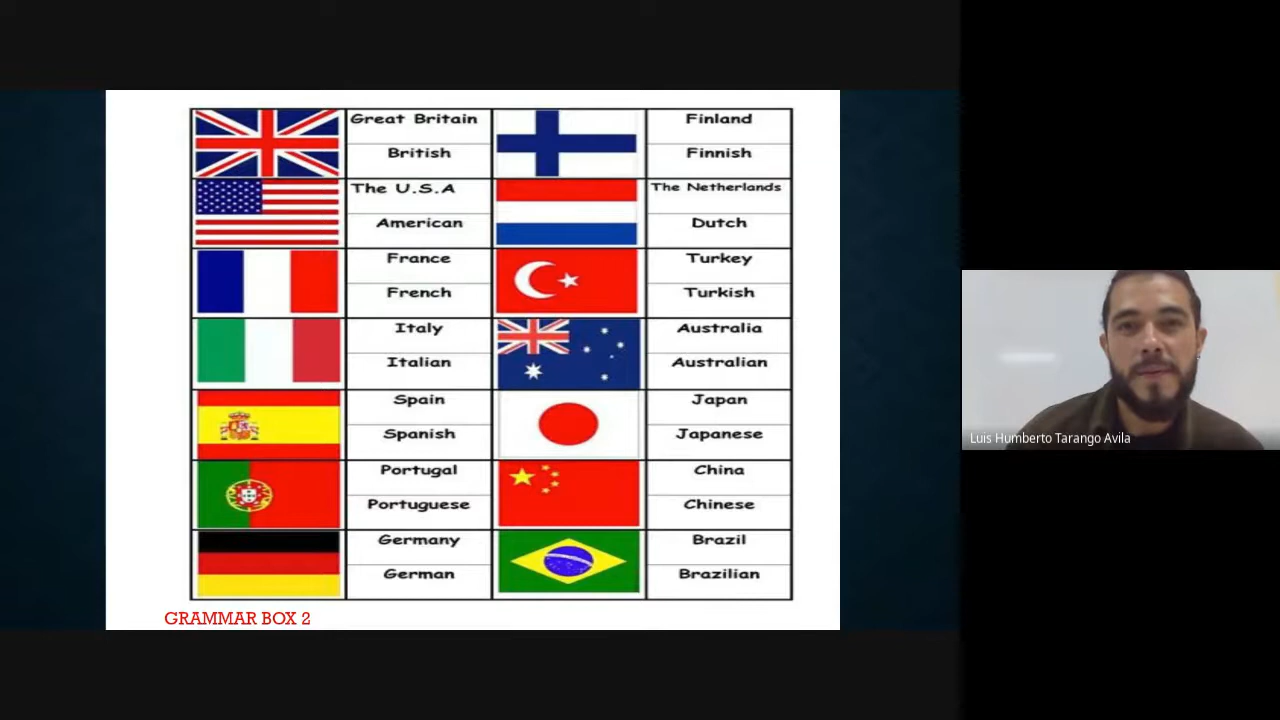 Great Britain
British
Finland
Finnish
The U.S.A
American
The Netherlands
Dutch
France
French
Turkey
Turkish
Italy
Italian
Australia
Australian
Spain
Spanish
Japan
Japanese
Portugal
Portuguese
China
Chinese
Germany
German
Brazil
Brazilian
GRAMMAR BOX 2
Luis Humberto Tarango Avila